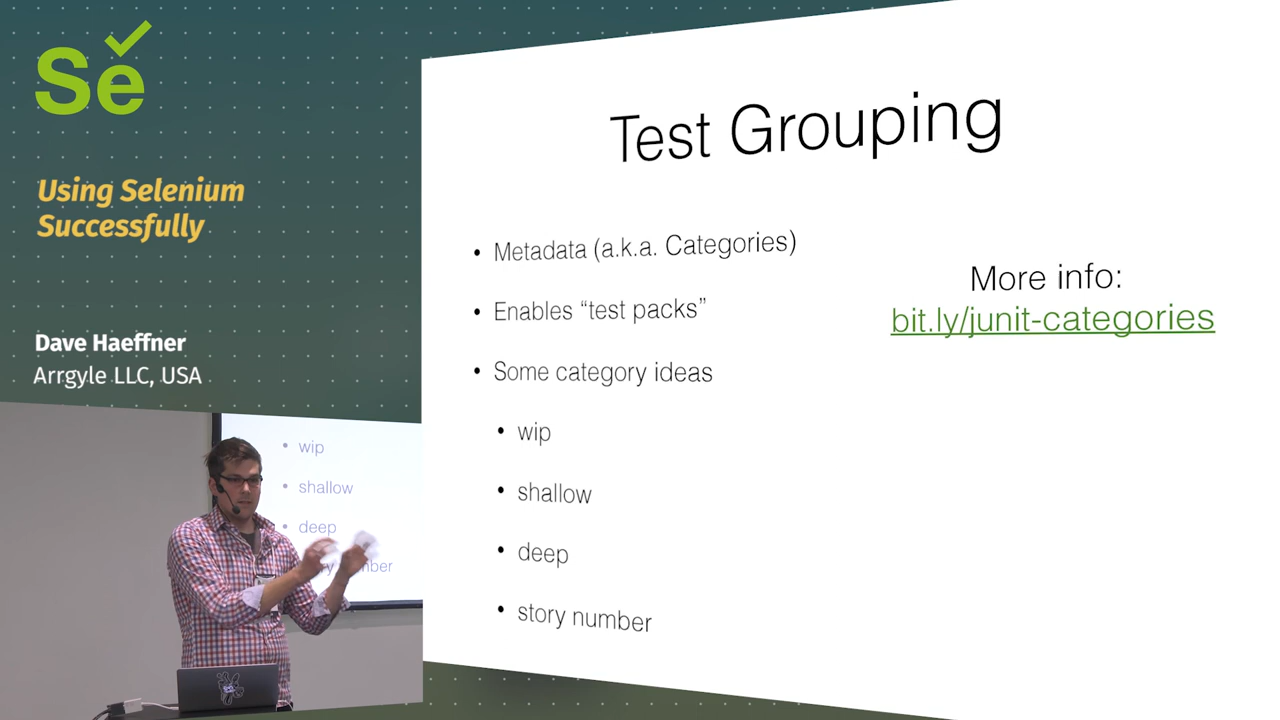 Se
Using Selenium
Successfully
Dave Haeffner
Arrgyle LLC, USA
Test Grouping
• Metadata (a.k.a. Categories)
• Enables “test packs”
• Some category ideas
• wip
• shallow
• deep
• story number
More info:
bit.ly/junit-categories
• wip
• shallow
• deep